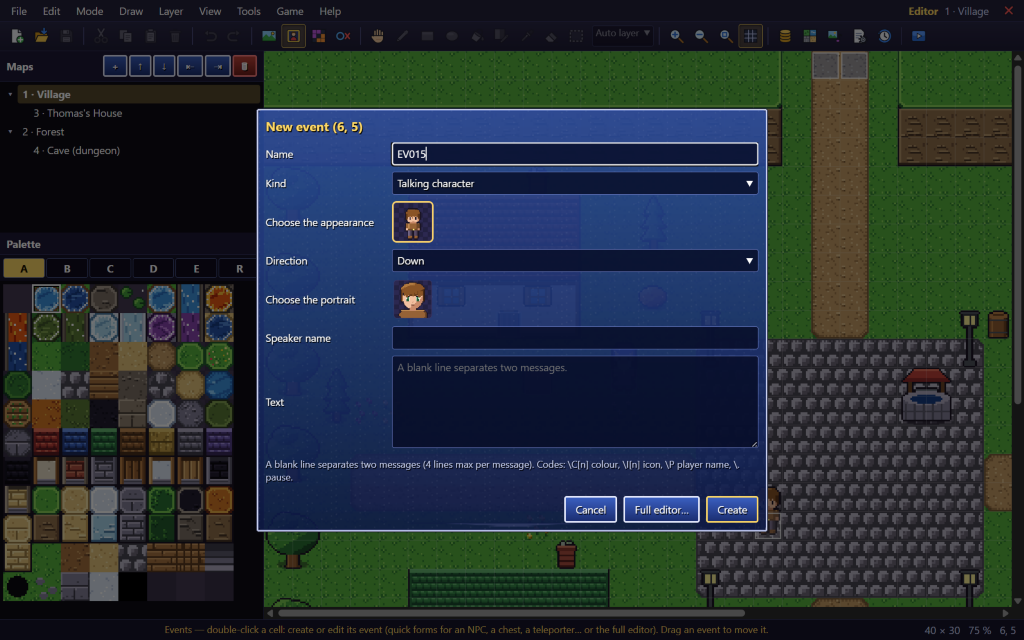 File Edit Mode Draw Layer View Tools Game Help
Editor 1 · Village
Auto layer
Maps
1 · Village
3 · Thomas's House
2 · Forest
4 · Cave (dungeon)
Palette
A B C D E R
New event (6, 5)
Name EV015
Kind Talking character
Choose the appearance
Direction Down
Choose the portrait
Speaker name
Text A blank line separates two messages.
A blank line separates two messages (4 lines max per message). Codes: \C[n] colour, \I[n] icon, \P player name, \.
pause.
Cancel Full editor... Create
Events — double-click a cell: create or edit its event (quick forms for an NPC, a chest, a teleporter... or the full editor). Drag an event to move it.
40 × 30 75 % 6, 5